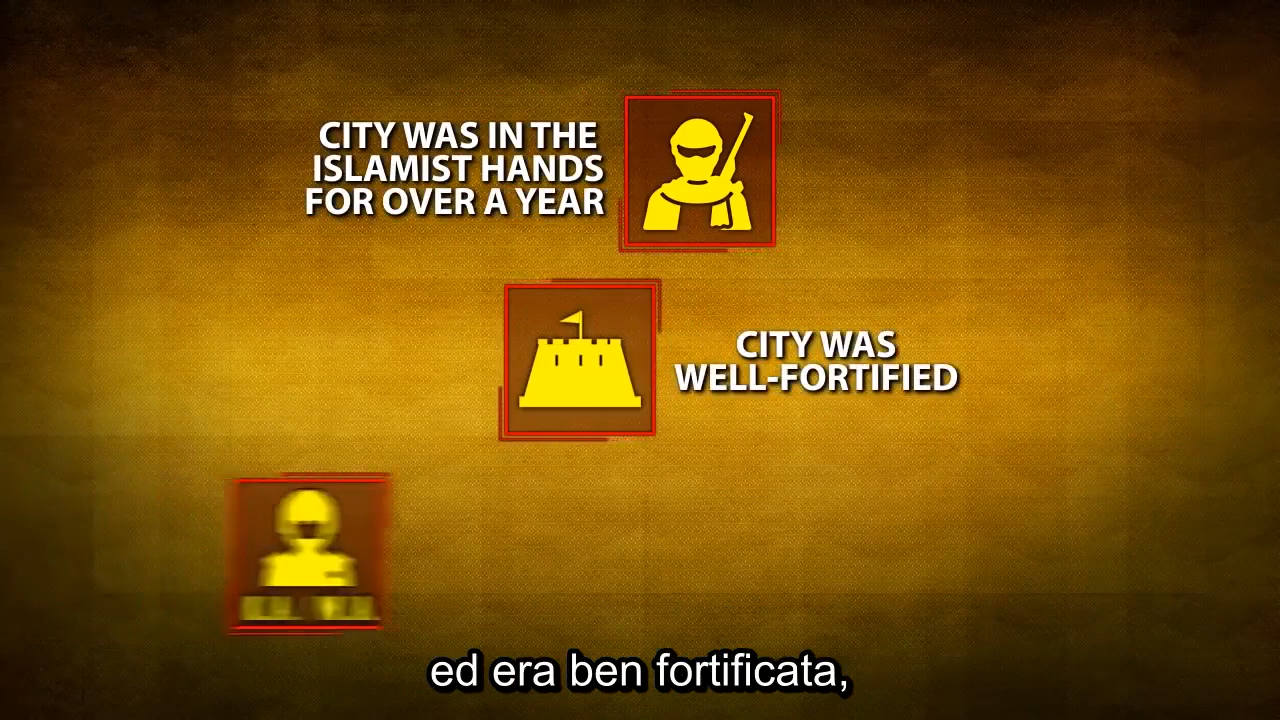 CITY WAS IN THE
ISLAMIST HANDS
FOR OVER A YEAR
CITY WAS
WELL-FORTIFIED
ed era ben fortificata,